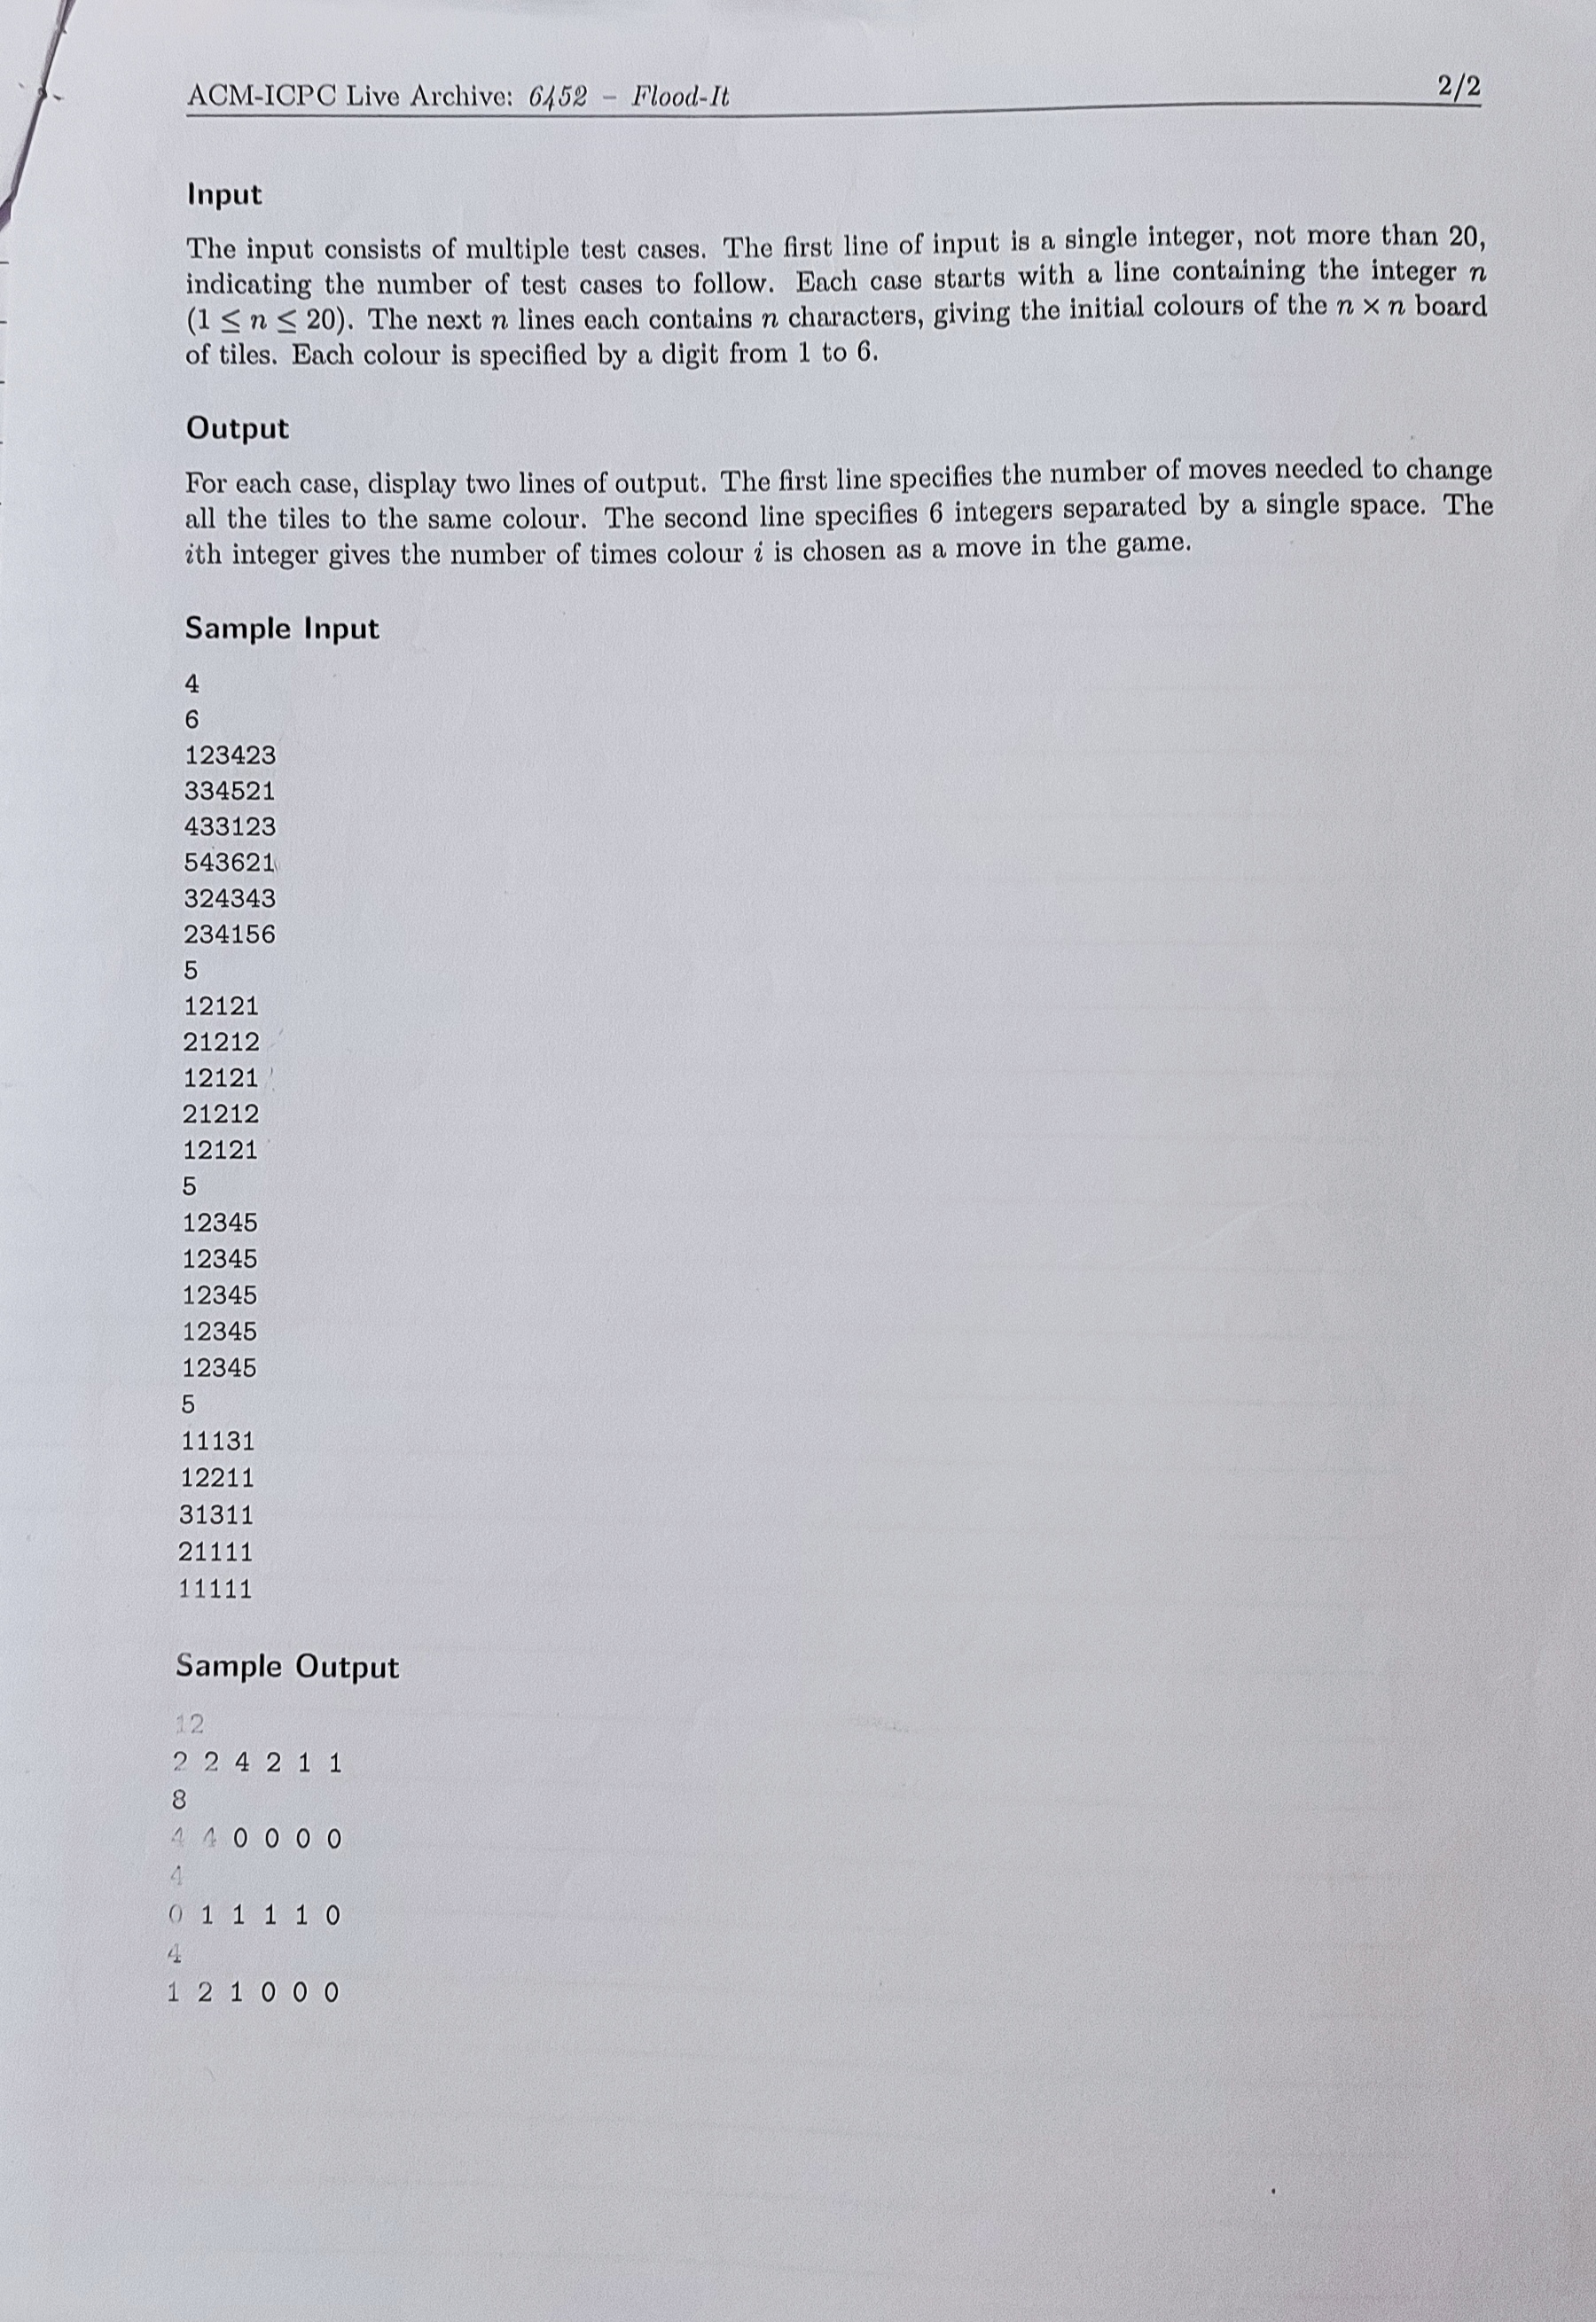 ACM-ICPC Live Archive: 6452 – Flood-It
2/2
Input
The input consists of multiple test cases. The first line of input is a single integer, not more than 20,
indicating the number of test cases to follow. Each case starts with a line containing the integer n
(1 ≤ n ≤ 20). The next n lines each contains n characters, giving the initial colours of the n × n board
of tiles. Each colour is specified by a digit from 1 to 6.
Output
For each case, display two lines of output. The first line specifies the number of moves needed to change
all the tiles to the same colour. The second line specifies 6 integers separated by a single space. The
ith integer gives the number of times colour i is chosen as a move in the game.
Sample Input
4
6
123423
334521
433123
543621
324343
234156
5
12121
21212
12121
21212
12121
5
12345
12345
12345
12345
12345
5
11131
12211
31311
21111
11111
Sample Output
12
2 2 4 2 1 1
8
4 4 0 0 0 0
4
0 1 1 1 1 0
4
1 2 1 0 0 0